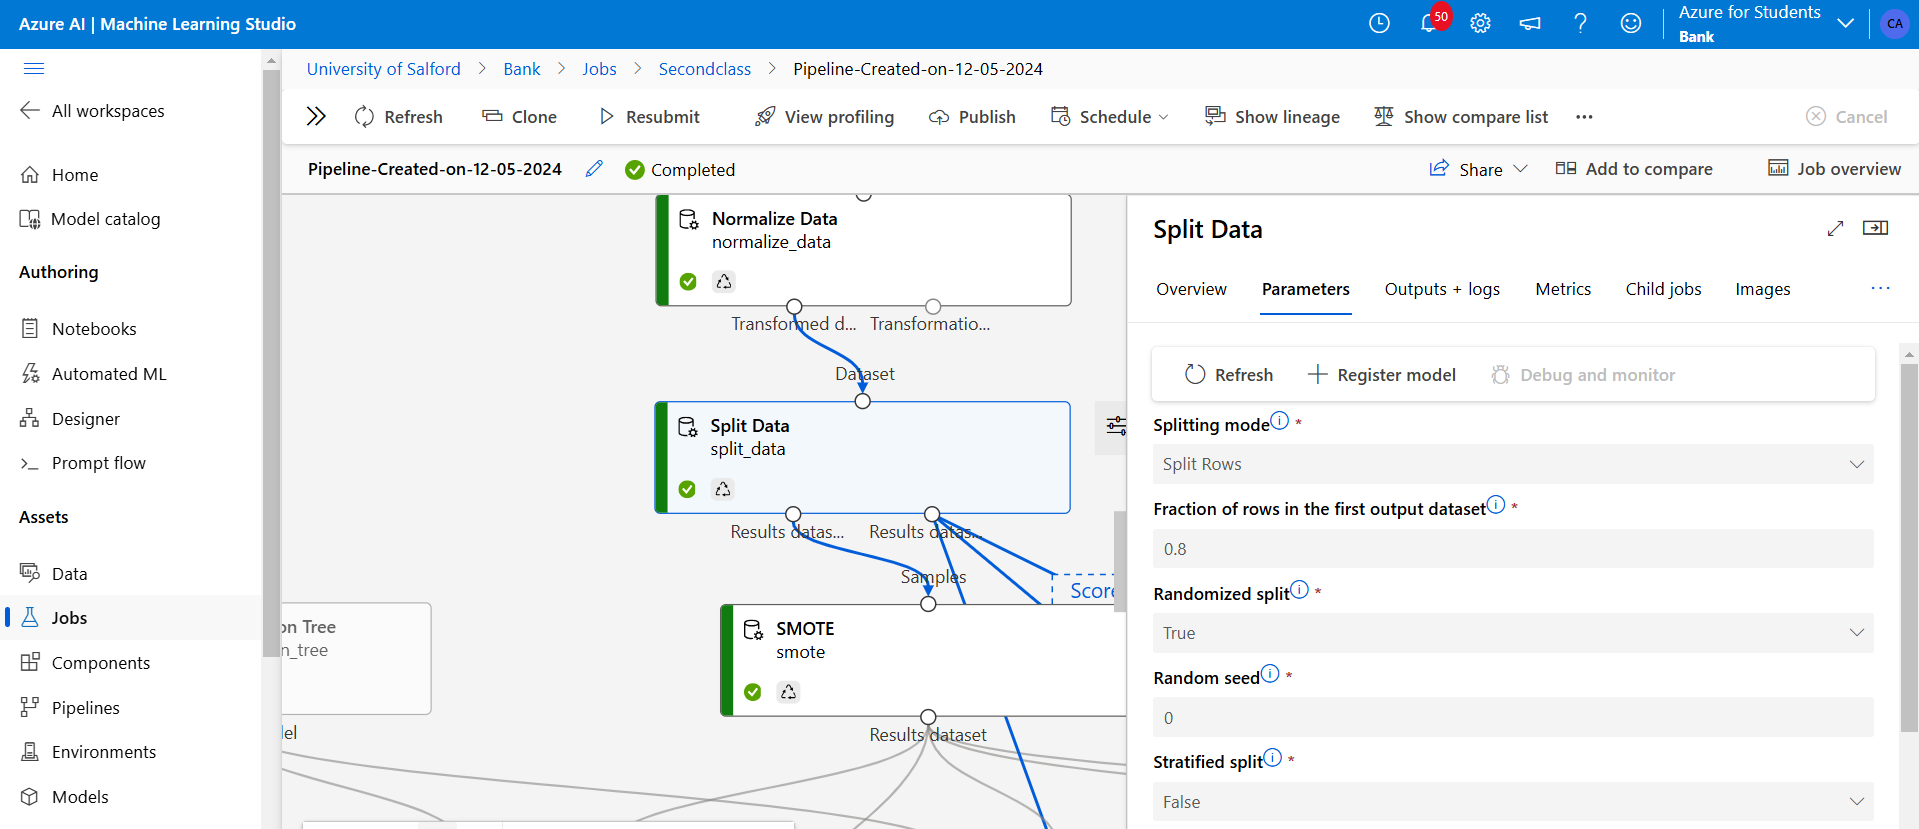 Azure AI | Machine Learning Studio
50
Azure for Students
Bank
CA
University of Salford > Bank > Jobs > Secondclass > Pipeline-Created-on-12-05-2024
All workspaces
Refresh Clone Resubmit View profiling Publish Schedule Show lineage Show compare list ... Cancel
Pipeline-Created-on-12-05-2024 Completed Share Add to compare Job overview
Home
Model catalog
Authoring
Notebooks
Automated ML
Designer
Prompt flow
Assets
Data
Jobs
Components
Pipelines
Environments
Models
Normalize Data
normalize_data
Transformed d... Transformatio...
Dataset
Split Data
split_data
Results datas... Results datas...
Samples
Score
on Tree
n_tree
SMOTE
smote
Results dataset
Split Data
Overview Parameters Outputs + logs Metrics Child jobs Images ...
Refresh Register model Debug and monitor
Splitting mode *
Split Rows
Fraction of rows in the first output dataset *
0.8
Randomized split *
True
Random seed *
0
Stratified split *
False